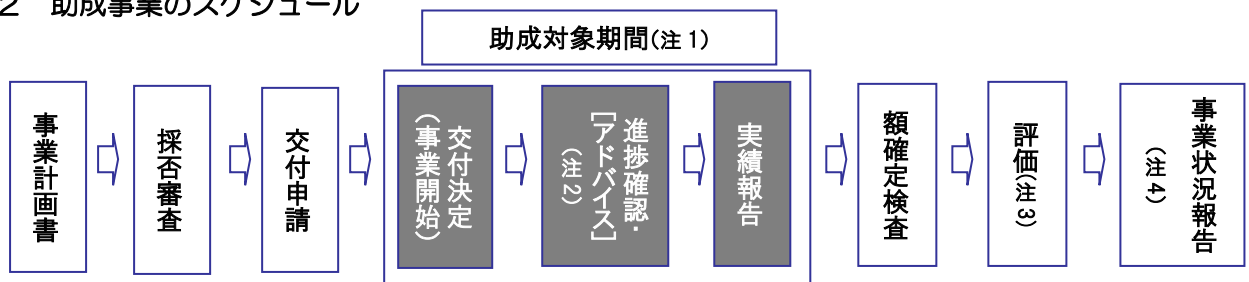 ２　助成事業のスケジュール
助成対象期間(注 1)
事業計画書
採否審査
交付申請
交付決定
(事業開始)
進捗確認・
[アドバイス]
(注 2)
実績報告
額確定検査
評価(注 3)
事業状況報告
(注 4)